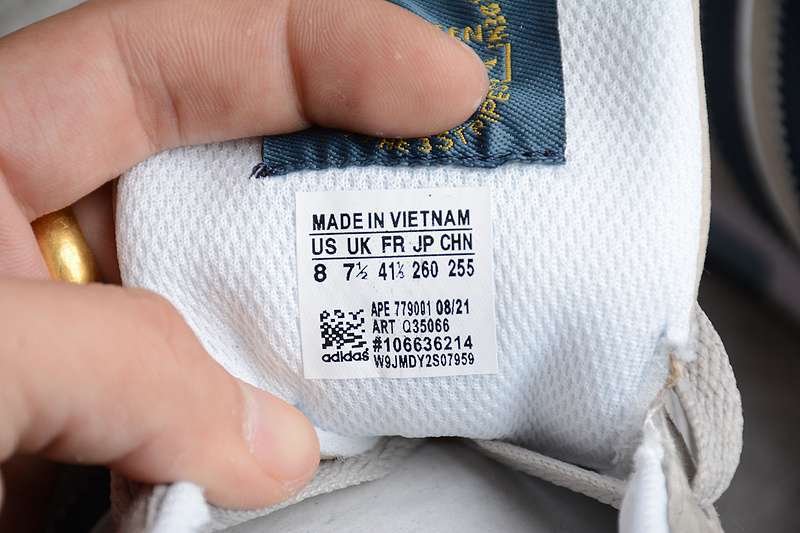 MADE IN VIETNAM
US UK FR JP CHN
8 7½ 41⅓ 260 255
APE 779001 08/21
ART Q35066
#106636214
W9JMDY2S07959
adidas